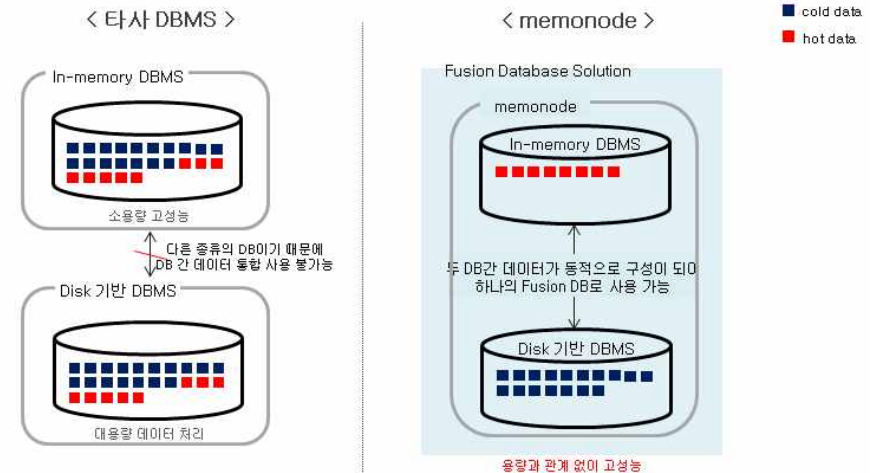 < 타사 DBMS >
In-memory DBMS
소용량 고성능
다른 종류의 DB이기 때문에
DB 간 데이터 통합 사용 불가능
Disk 기반 DBMS
대용량 데이터 처리
< memonode >
Fusion Database Solution
memonode
In-memory DBMS
두 DB간 데이터가 동적으로 구성이 되어
하나의 Fusion DB로 사용 가능
Disk 기반 DBMS
용량과 관계 없이 고성능
cold data
hot data